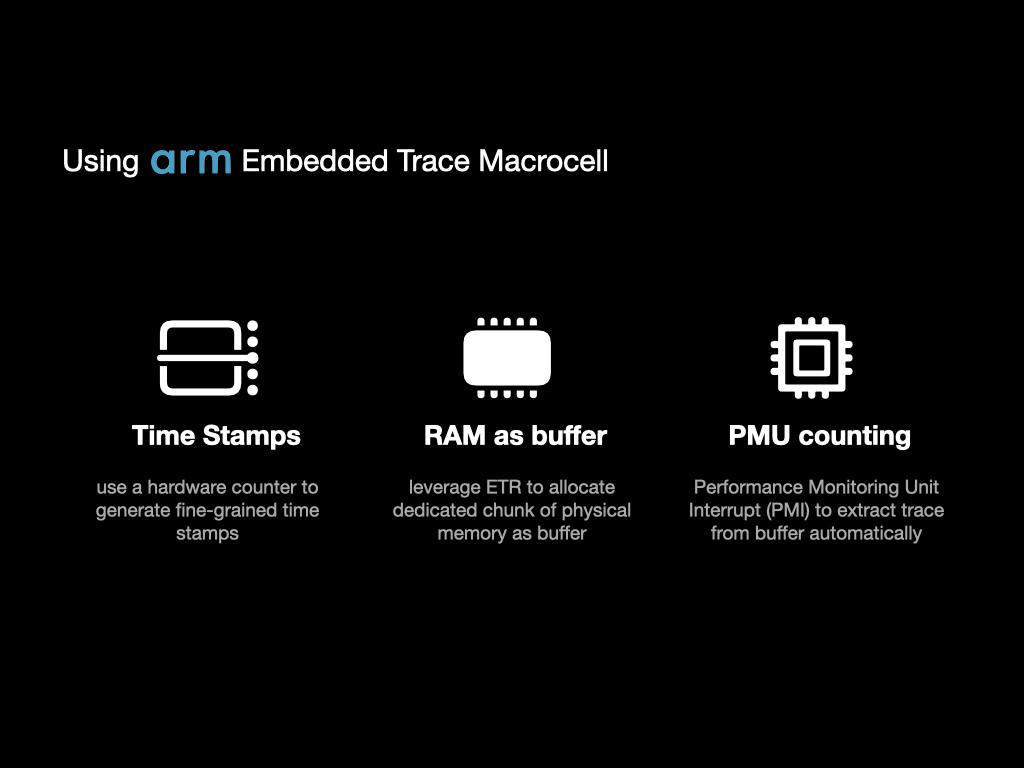 Using arm Embedded Trace Macrocell
Time Stamps
use a hardware counter to
generate fine-grained time
stamps
RAM as buffer
leverage ETR to allocate
dedicated chunk of physical
memory as buffer
PMU counting
Performance Monitoring Unit
Interrupt (PMI) to extract trace
from buffer automatically